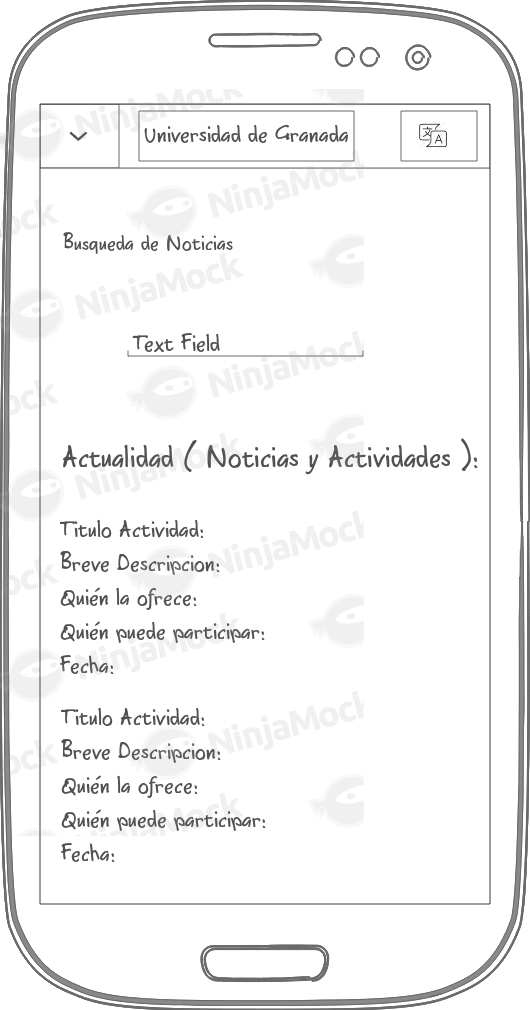 Universidad de Granada
文
A
Busqueda de Noticias
Text Field
Actualidad ( Noticias y Actividades ):
Titulo Actividad:
Breve Descripcion:
Quién la ofrece:
Quién puede participar:
Fecha:
Titulo Actividad:
Breve Descripcion:
Quién la ofrece:
Quién puede participar:
Fecha:
NinjaMock
NinjaMock
NinjaMock
NinjaMock
NinjaMock
NinjaMock
NinjaMock
NinjaMock
NinjaMock